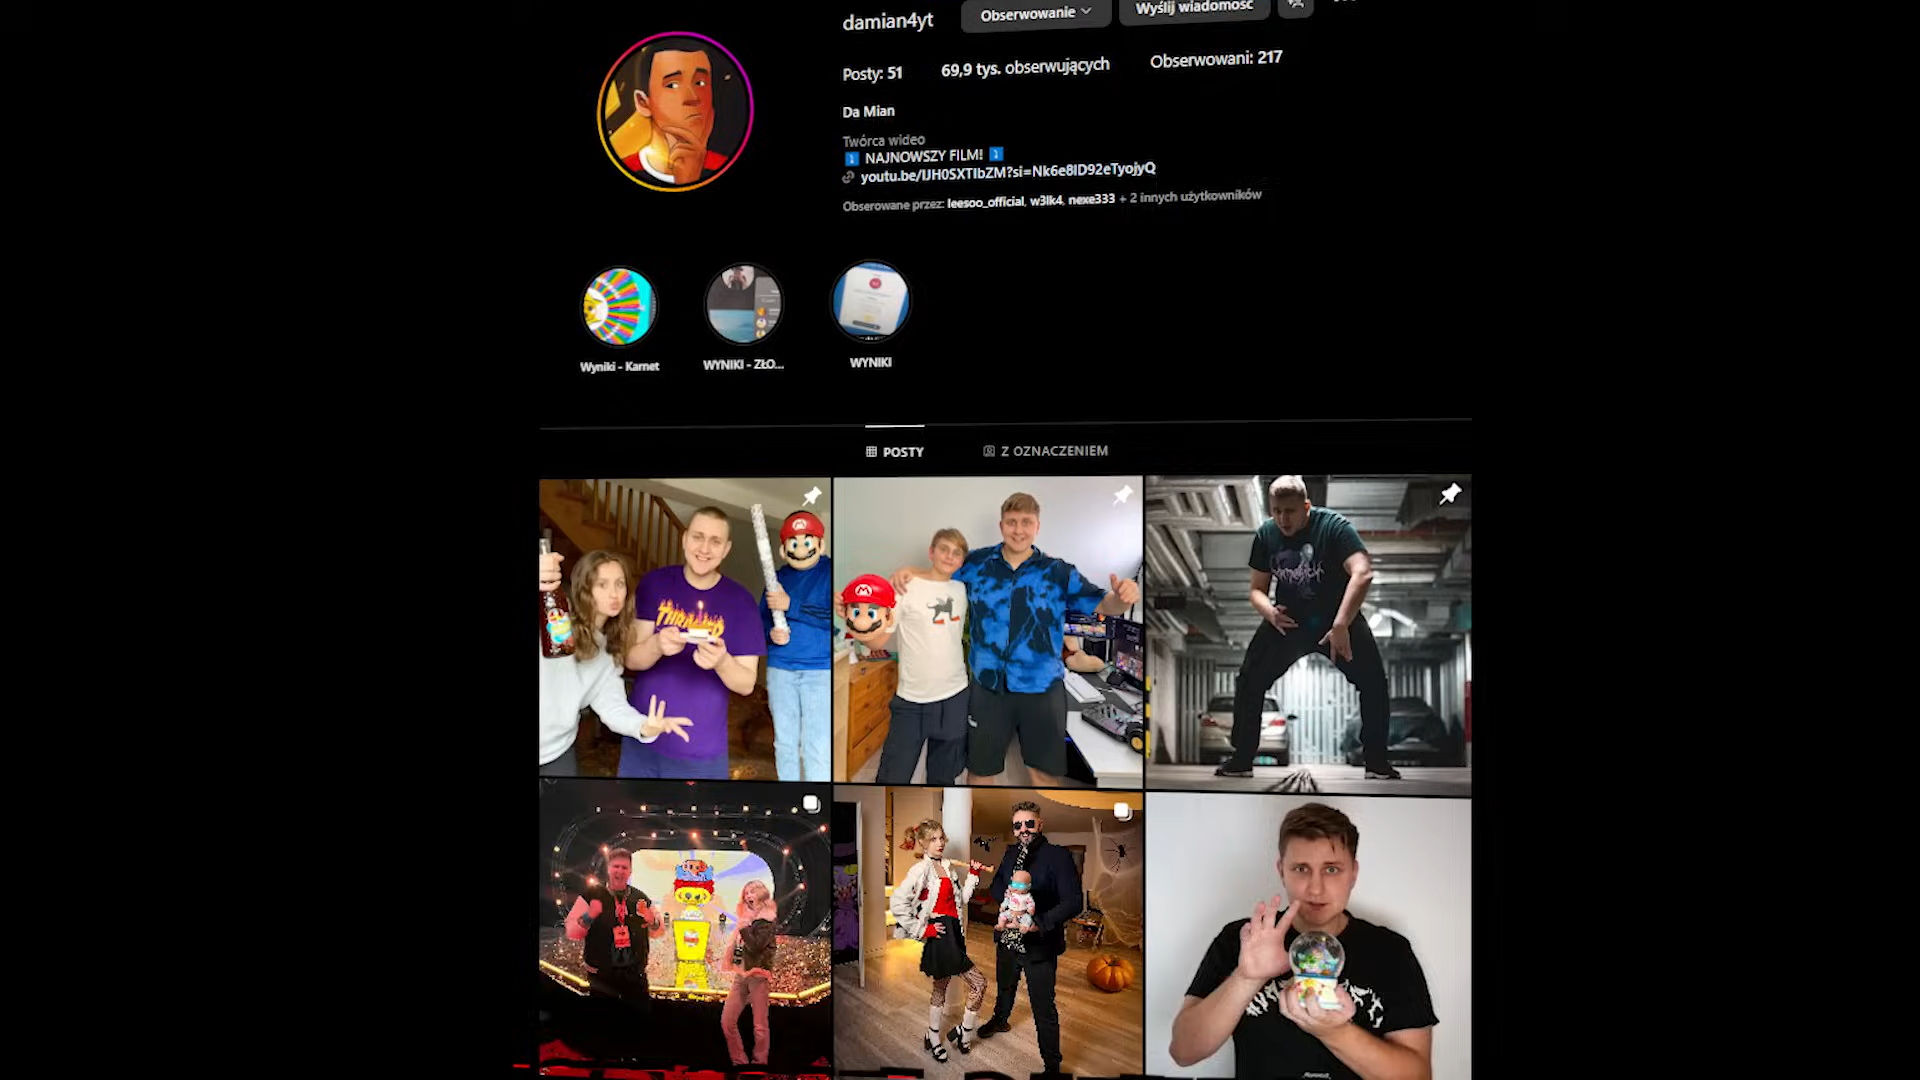 damian4yt
Obserwowanie
Wyślij wiadomość
Posty: 51
69,9 tys. obserwujących
Obserwowani: 217
Da Mian
Twórca wideo
NAJNOWSZY FILM!
youtu.be/IJH0SXTIbZM?si=Nk6e8ID92eTyojyQ
Obserowane przez: leesoo_official, w3lk4, nexe333 + 2 innych użytkowników
Wyniki - Karnet
WYNIKI - ZŁO...
WYNIKI
POSTY
Z OZNACZENIEM